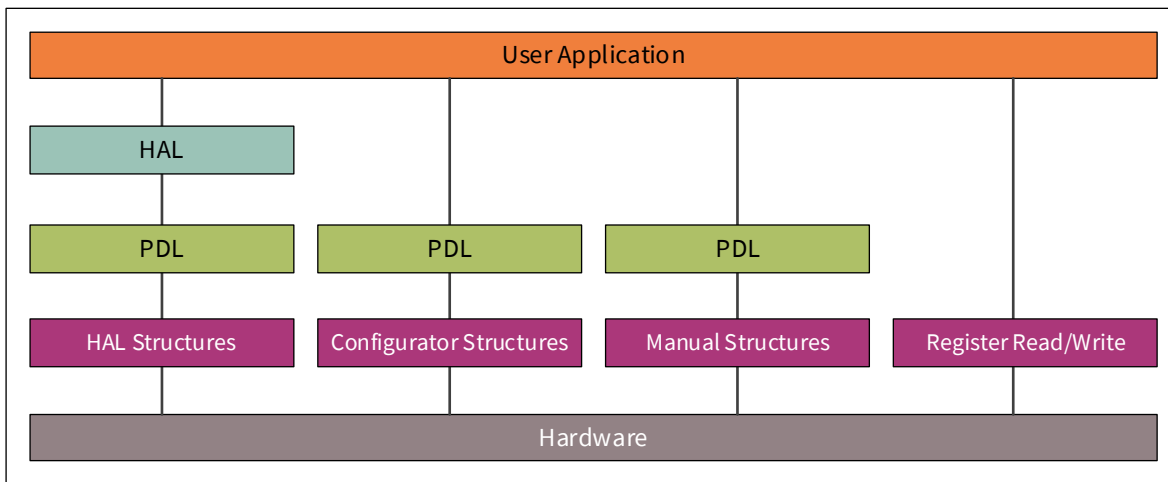 User Application
HAL
PDL
PDL
PDL
HAL Structures
Configurator Structures
Manual Structures
Register Read/Write
Hardware